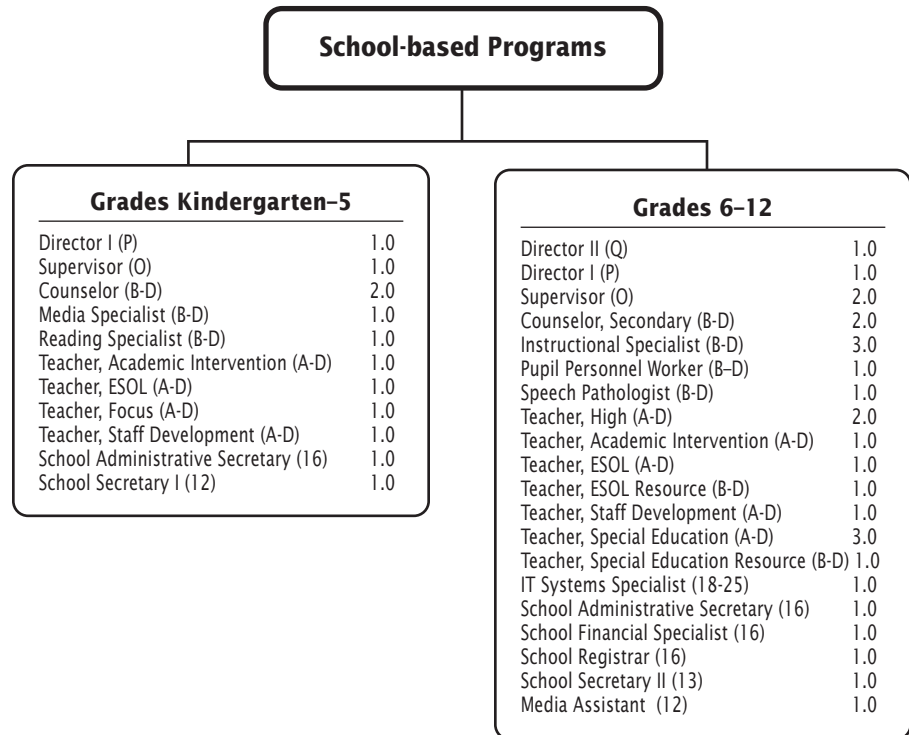 School-based Programs
Grades Kindergarten–5
Director I (P) 1.0
Supervisor (O) 1.0
Counselor (B-D) 2.0
Media Specialist (B-D) 1.0
Reading Specialist (B-D) 1.0
Teacher, Academic Intervention (A-D) 1.0
Teacher, ESOL (A-D) 1.0
Teacher, Focus (A-D) 1.0
Teacher, Staff Development (A-D) 1.0
School Administrative Secretary (16) 1.0
School Secretary I (12) 1.0
Grades 6–12
Director II (Q) 1.0
Director I (P) 1.0
Supervisor (O) 2.0
Counselor, Secondary (B-D) 2.0
Instructional Specialist (B-D) 3.0
Pupil Personnel Worker (B–D) 1.0
Speech Pathologist (B-D) 1.0
Teacher, High (A-D) 2.0
Teacher, Academic Intervention (A-D) 1.0
Teacher, ESOL (A-D) 1.0
Teacher, ESOL Resource (B-D) 1.0
Teacher, Staff Development (A-D) 1.0
Teacher, Special Education (A-D) 3.0
Teacher, Special Education Resource (B-D) 1.0
IT Systems Specialist (18-25) 1.0
School Administrative Secretary (16) 1.0
School Financial Specialist (16) 1.0
School Registrar (16) 1.0
School Secretary II (13) 1.0
Media Assistant (12) 1.0